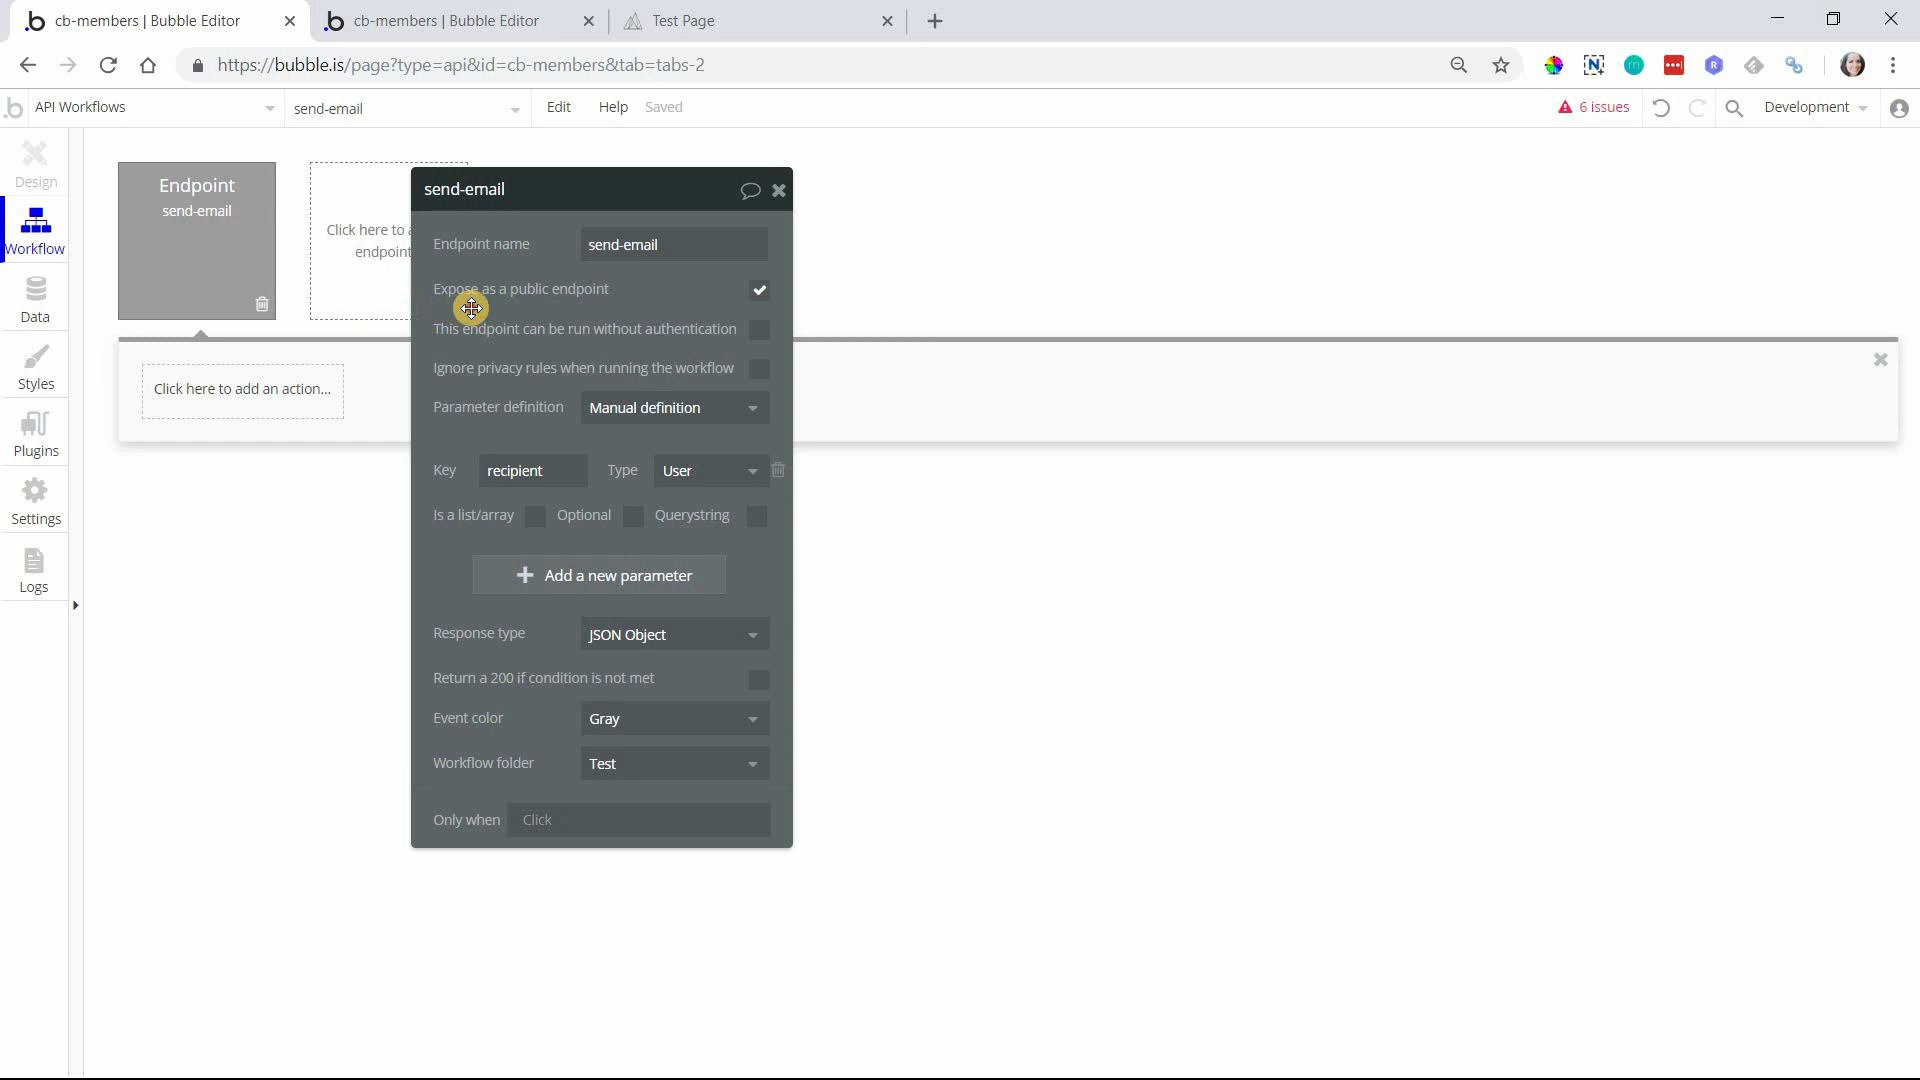 cb-members | Bubble Editor
cb-members | Bubble Editor
Test Page
https://bubble.is/page?type=api&id=cb-members&tab=tabs-2
API Workflows
send-email
Edit
Help
Saved
6 issues
Development
Design
Workflow
Data
Styles
Plugins
Settings
Logs
Endpoint
send-email
Click here to
endpoint
Click here to add an action...
send-email
Endpoint name
send-email
Expose as a public endpoint
This endpoint can be run without authentication
Ignore privacy rules when running the workflow
Parameter definition
Manual definition
Key
recipient
Type
User
Is a list/array
Optional
Querystring
Add a new parameter
Response type
JSON Object
Return a 200 if condition is not met
Event color
Gray
Workflow folder
Test
Only when
Click